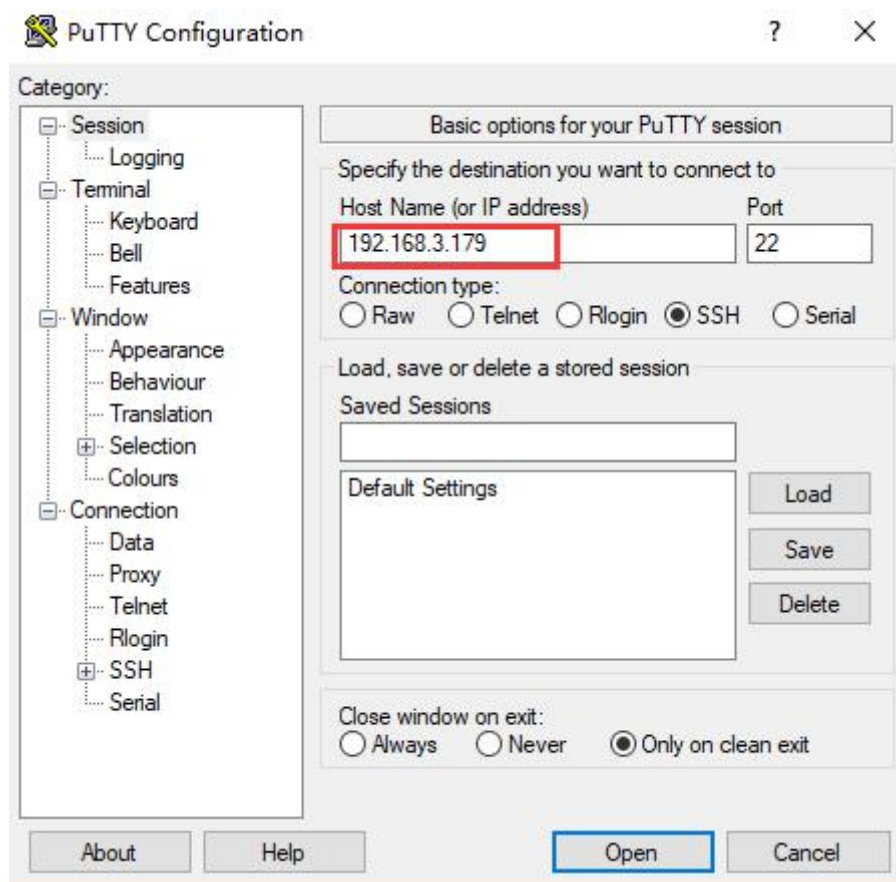 PuTTY Configuration
?
Category:
Session
Logging
Terminal
Keyboard
Bell
Features
Window
Appearance
Behaviour
Translation
Selection
Colours
Connection
Data
Proxy
Telnet
Rlogin
SSH
Serial
Basic options for your PuTTY session
Specify the destination you want to connect to
Host Name (or IP address) Port
192.168.3.179 22
Connection type:
Raw Telnet Rlogin SSH Serial
Load, save or delete a stored session
Saved Sessions
Default Settings
Load
Save
Delete
Close window on exit:
Always Never Only on clean exit
About Help Open Cancel